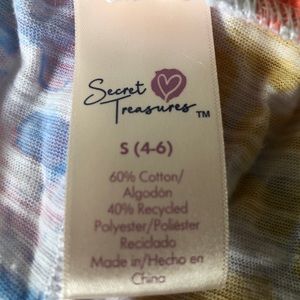 Secret
Treasures™
S (4-6)
60% Cotton/
Algodón
40% Recycled
Polyester/Poliéster
Reciclado
Made in/Hecho en
China